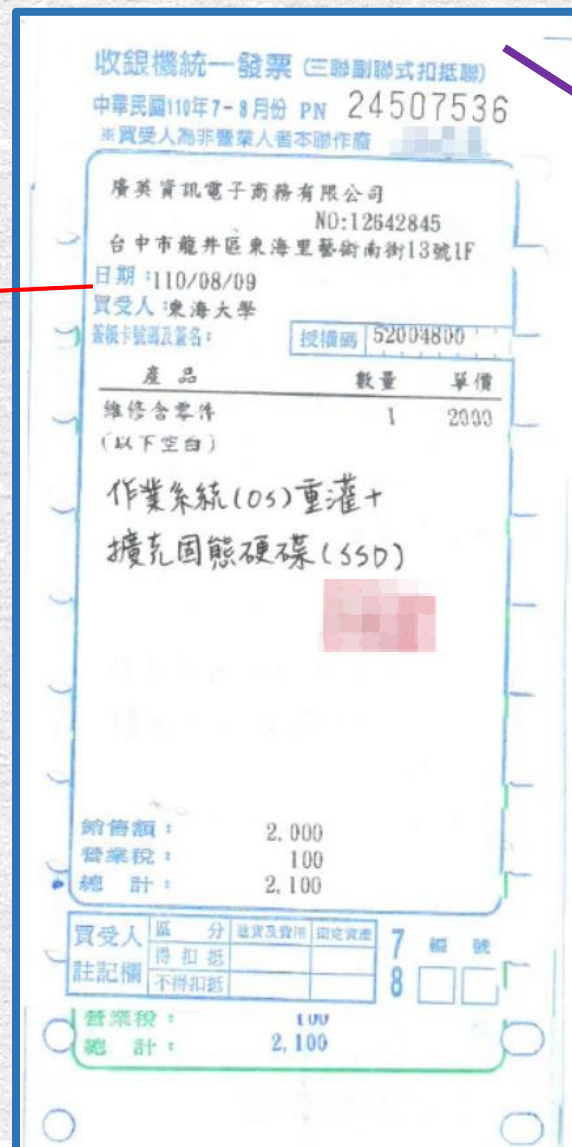 收銀機統一發票 (三聯副聯式扣抵聯)
中華民國110年7-8月份 PN 24507536
※買受人為非營業人者本聯作廢
廣英資訊電子商務有限公司
NO:12642845
台中市龍井區東海里藝術南街13號1F
日期:110/08/09
買受人:東海大學
簽帳卡號碼及簽名: 授權碼 52004800
產品 數量 單價
維修含零件 1 2000
(以下空白)
作業系統(OS)重灌+
擴充固態硬碟(SSD)
銷售額: 2,000
營業稅: 100
總計: 2,100
買受人註記欄 區分 進貨及費用 固定資產 7 8 編號
得扣抵
不得扣抵
營業稅: 100
總計: 2,100